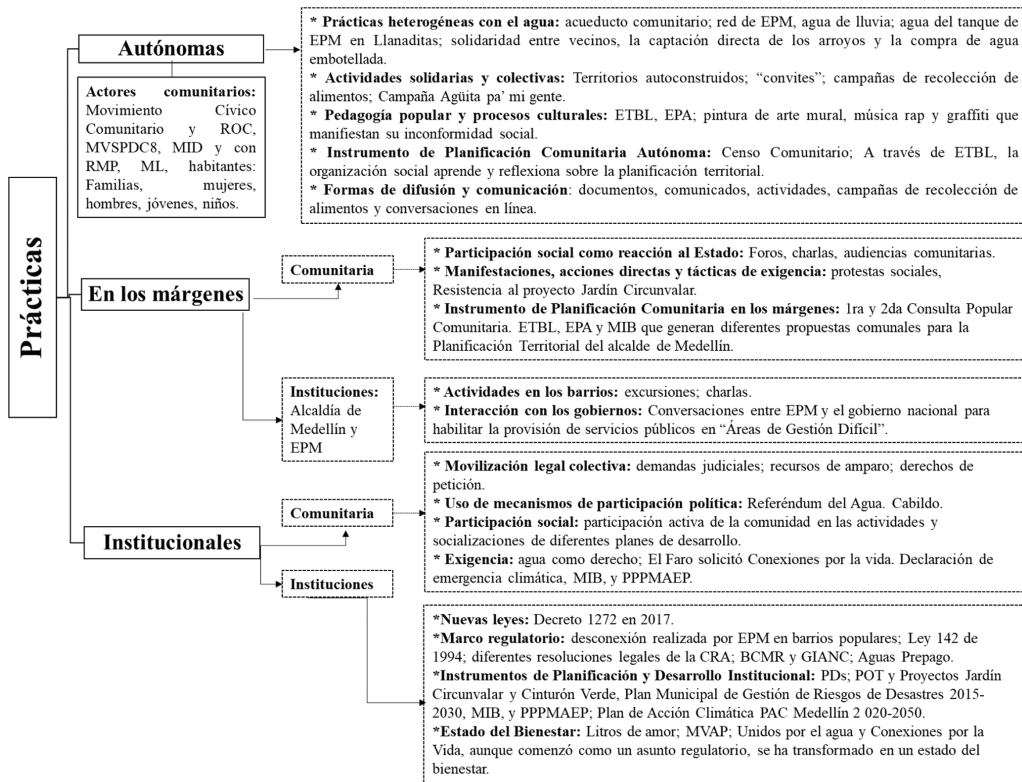 Prácticas
Autónomas
Actores comunitarios:
Movimiento Cívico
Comunitario y ROC,
MVSPDC8, MID y con
RMP, ML, habitantes:
Familias, mujeres,
hombres, jóvenes, niños.
* Prácticas heterogéneas con el agua: acueducto comunitario; red de EPM, agua de lluvia; agua del tanque de
EPM en Llanaditas; solidaridad entre vecinos, la captación directa de los arroyos y la compra de agua
embotellada.
* Actividades solidarias y colectivas: Territorios autoconstruidos; “convites”; campañas de recolección de
alimentos; Campaña Agüita pa’ mi gente.
* Pedagogía popular y procesos culturales: ETBL, EPA; pintura de arte mural, música rap y graffiti que
manifiestan su inconformidad social.
* Instrumento de Planificación Comunitaria Autónoma: Censo Comunitario; A través de ETBL, la
organización social aprende y reflexiona sobre la planificación territorial.
* Formas de difusión y comunicación: documentos, comunicados, actividades, campañas de recolección de
alimentos y conversaciones en línea.
En los márgenes
Comunitaria
* Participación social como reacción al Estado: Foros, charlas, audiencias comunitarias.
* Manifestaciones, acciones directas y tácticas de exigencia: protestas sociales,
Resistencia al proyecto Jardín Circunvalar.
* Instrumento de Planificación Comunitaria en los márgenes: 1ra y 2da Consulta Popular
Comunitaria. ETBL, EPA y MIB que generan diferentes propuestas comunales para la
Planificación Territorial del alcalde de Medellín.
Instituciones:
Alcaldía de
Medellín y
EPM
* Actividades en los barrios: excursiones; charlas.
* Interacción con los gobiernos: Conversaciones entre EPM y el gobierno nacional para
habilitar la provisión de servicios públicos en “Áreas de Gestión Difícil”.
Institucionales
Comunitaria
* Movilización legal colectiva: demandas judiciales; recursos de amparo; derechos de
petición.
* Uso de mecanismos de participación política: Referéndum del Agua. Cabildo.
* Participación social: participación activa de la comunidad en las actividades y
socializaciones de diferentes planes de desarrollo.
* Exigencia: agua como derecho; El Faro solicitó Conexiones por la vida. Declaración de
emergencia climática, MIB, y PPPMAEP.
Instituciones
*Nuevas leyes: Decreto 1272 en 2017.
*Marco regulatorio: desconexión realizada por EPM en barrios populares; Ley 142 de
1994; diferentes resoluciones legales de la CRA; BCMR y GIANC; Aguas Prepago.
*Instrumentos de Planificación y Desarrollo Institucional: PDs; POT y Proyectos Jardín
Circunvalar y Cinturón Verde, Plan Municipal de Gestión de Riesgos de Desastres 2015-
2030, MIB, y PPPMAEP; Plan de Acción Climática PAC Medellín 2 020-2050.
*Estado del Bienestar: Litros de amor; MVAP; Unidos por el agua y Conexiones por la
Vida, aunque comenzó como un asunto regulatorio, se ha transformado en un estado del
bienestar.